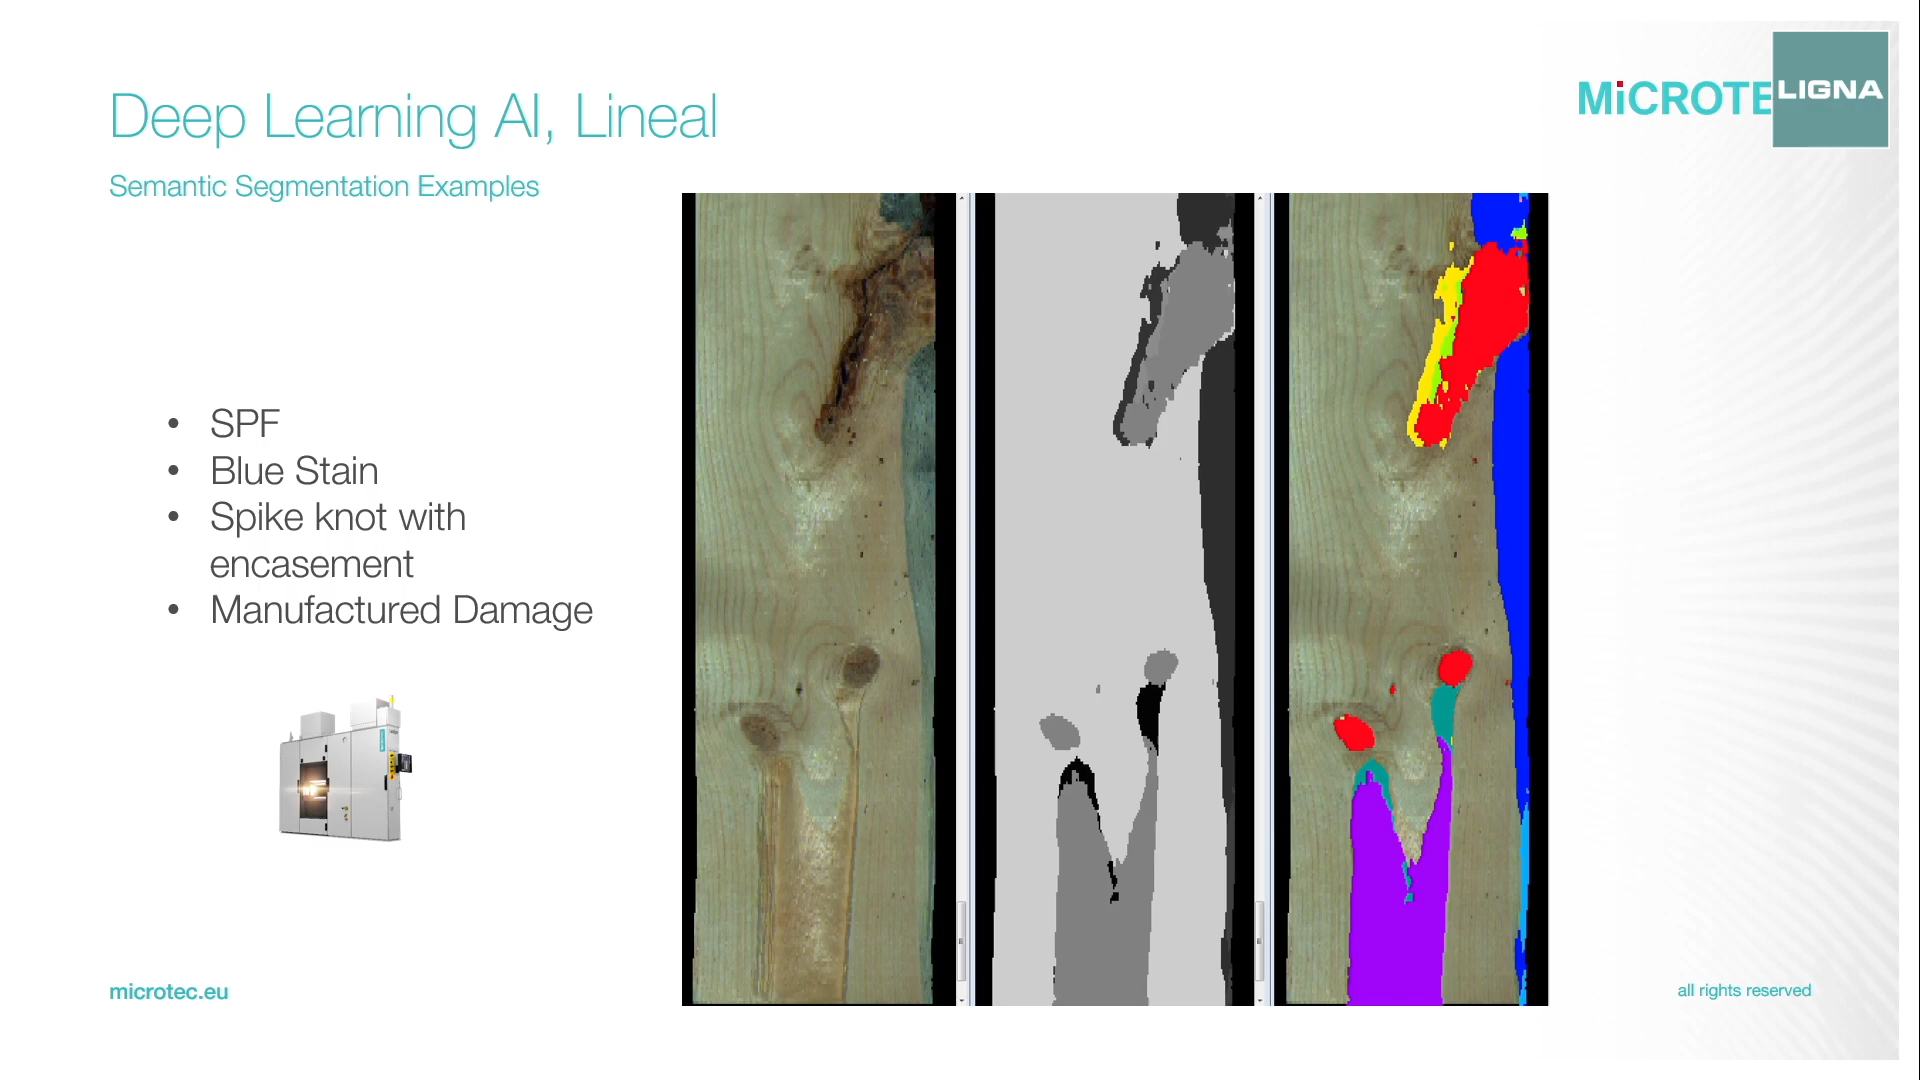 Deep Learning AI, Lineal
Semantic Segmentation Examples
MiCROTE
LIGNA
• SPF
• Blue Stain
• Spike knot with
encasement
• Manufactured Damage
microtec.eu
all rights reserved